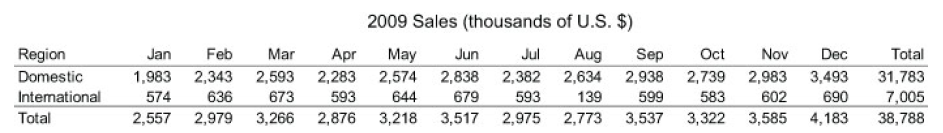 2009 Sales (thousands of U.S. $)
Region Jan Feb Mar Apr May Jun Jul Aug Sep Oct Nov Dec Total
Domestic 1,983 2,343 2,593 2,283 2,574 2,838 2,382 2,634 2,938 2,739 2,983 3,493 31,783
International 574 636 673 593 644 679 593 139 599 583 602 690 7,005
Total 2,557 2,979 3,266 2,876 3,218 3,517 2,975 2,773 3,537 3,322 3,585 4,183 38,788